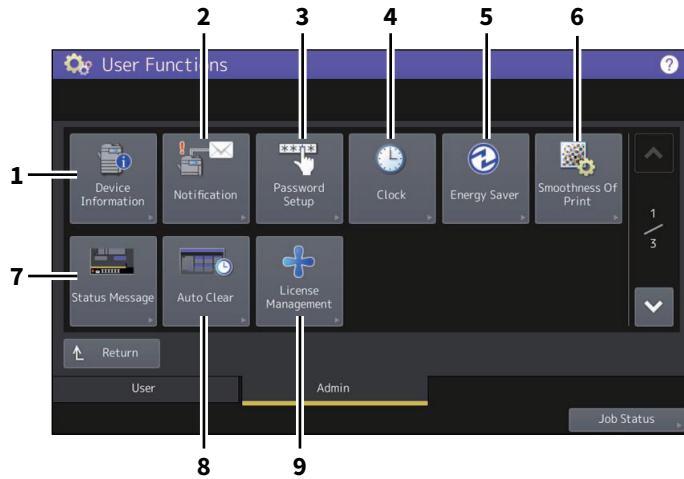 2 3 4 5 6
User Functions ?
1
Device
Information
Notification
****
Password
Setup
Clock
Energy Saver
Smoothness Of
Print
1
3
7
Status Message
Auto Clear
License
Management
Return
User Admin
Job Status
8 9